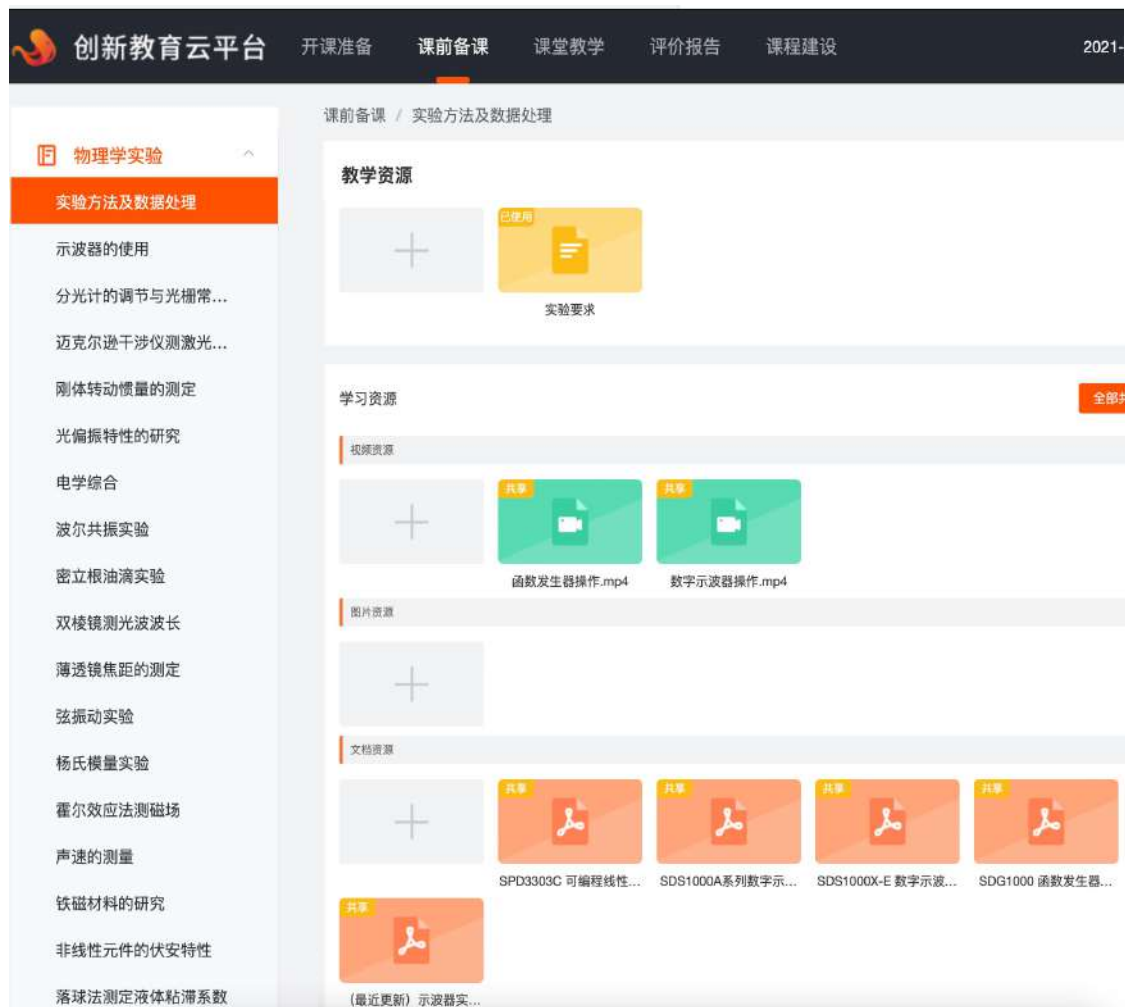 创新教育云平台
开课准备 课前备课 课堂教学 评价报告 课程建设 2021-
物理学实验
实验方法及数据处理
示波器的使用
分光计的调节与光栅常...
迈克尔逊干涉仪测激光...
刚体转动惯量的测定
光偏振特性的研究
电学综合
波尔共振实验
密立根油滴实验
双棱镜测光波波长
薄透镜焦距的测定
弦振动实验
杨氏模量实验
霍尔效应法测磁场
声速的测量
铁磁材料的研究
非线性元件的伏安特性
落球法测定液体粘滞系数
课前备课 / 实验方法及数据处理
教学资源
已使用
实验要求
学习资源
全部共
视频资源
共享 共享
函数发生器操作.mp4 数字示波器操作.mp4
图片资源
文档资源
共享 共享 共享 共享
SPD3303C 可编程线性... SDS1000A系列数字示... SDS1000X-E 数字示波... SDG1000 函数发生器...
共享
（最近更新）示波器实...